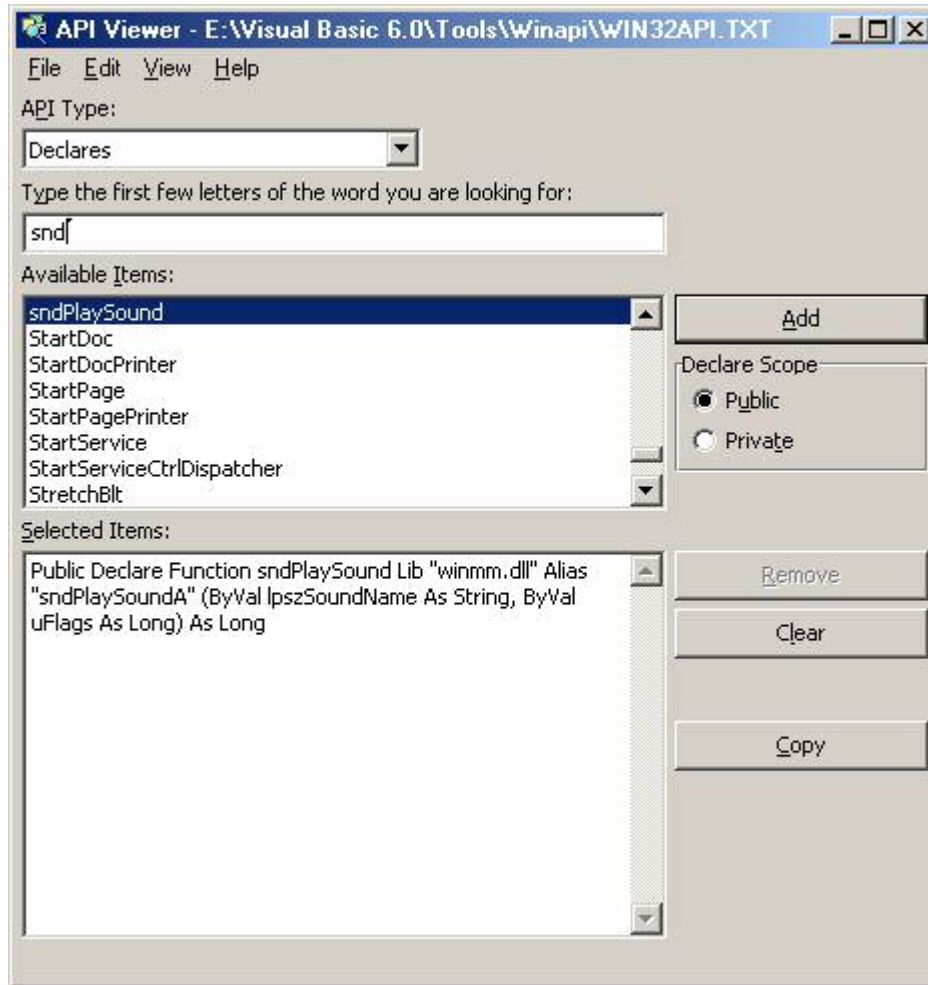 API Viewer - E:\Visual Basic 6.0\Tools\Winapi\WIN32API.TXT
File Edit View Help
API Type:
Declares
Type the first few letters of the word you are looking for:
snd
Available Items:
sndPlaySound
StartDoc
StartDocPrinter
StartPage
StartPagePrinter
StartService
StartServiceCtrlDispatcher
StretchBlt
Add
Declare Scope
Public
Private
Selected Items:
Public Declare Function sndPlaySound Lib "winmm.dll" Alias
"sndPlaySoundA" (ByVal lpszSoundName As String, ByVal
uFlags As Long) As Long
Remove
Clear
Copy